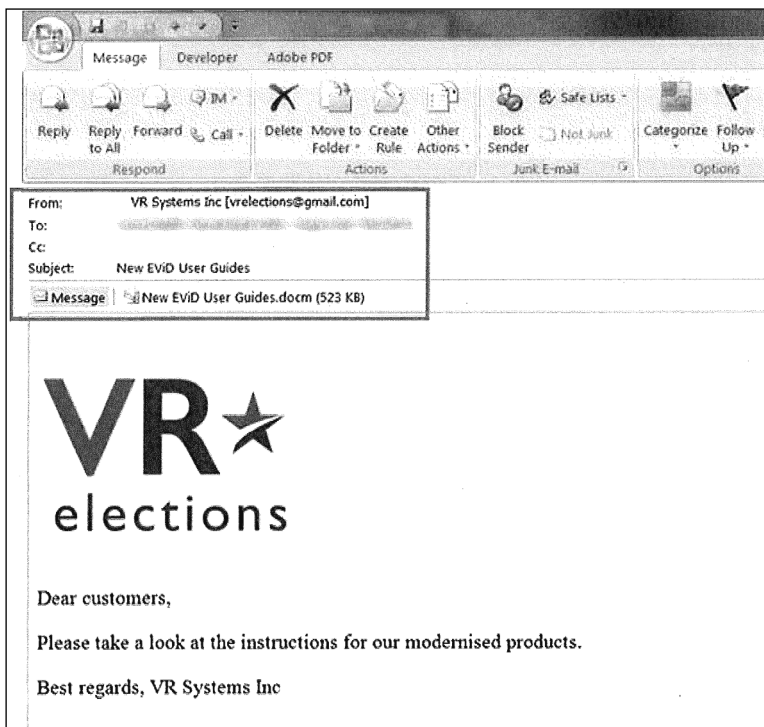 Message Developer Adobe PDF
Reply Reply to All Forward IM Call Delete Move to Folder Create Rule Other Actions Block Sender Safe Lists Not Junk Categorize Follow Up
Respond Actions Junk E-mail Options
From: VR Systems Inc [vrelections@gmail.com]
To:
Cc:
Subject: New EViD User Guides
Message New EViD User Guides.docm (523 KB)
VR
elections
Dear customers,
Please take a look at the instructions for our modernised products.
Best regards, VR Systems Inc